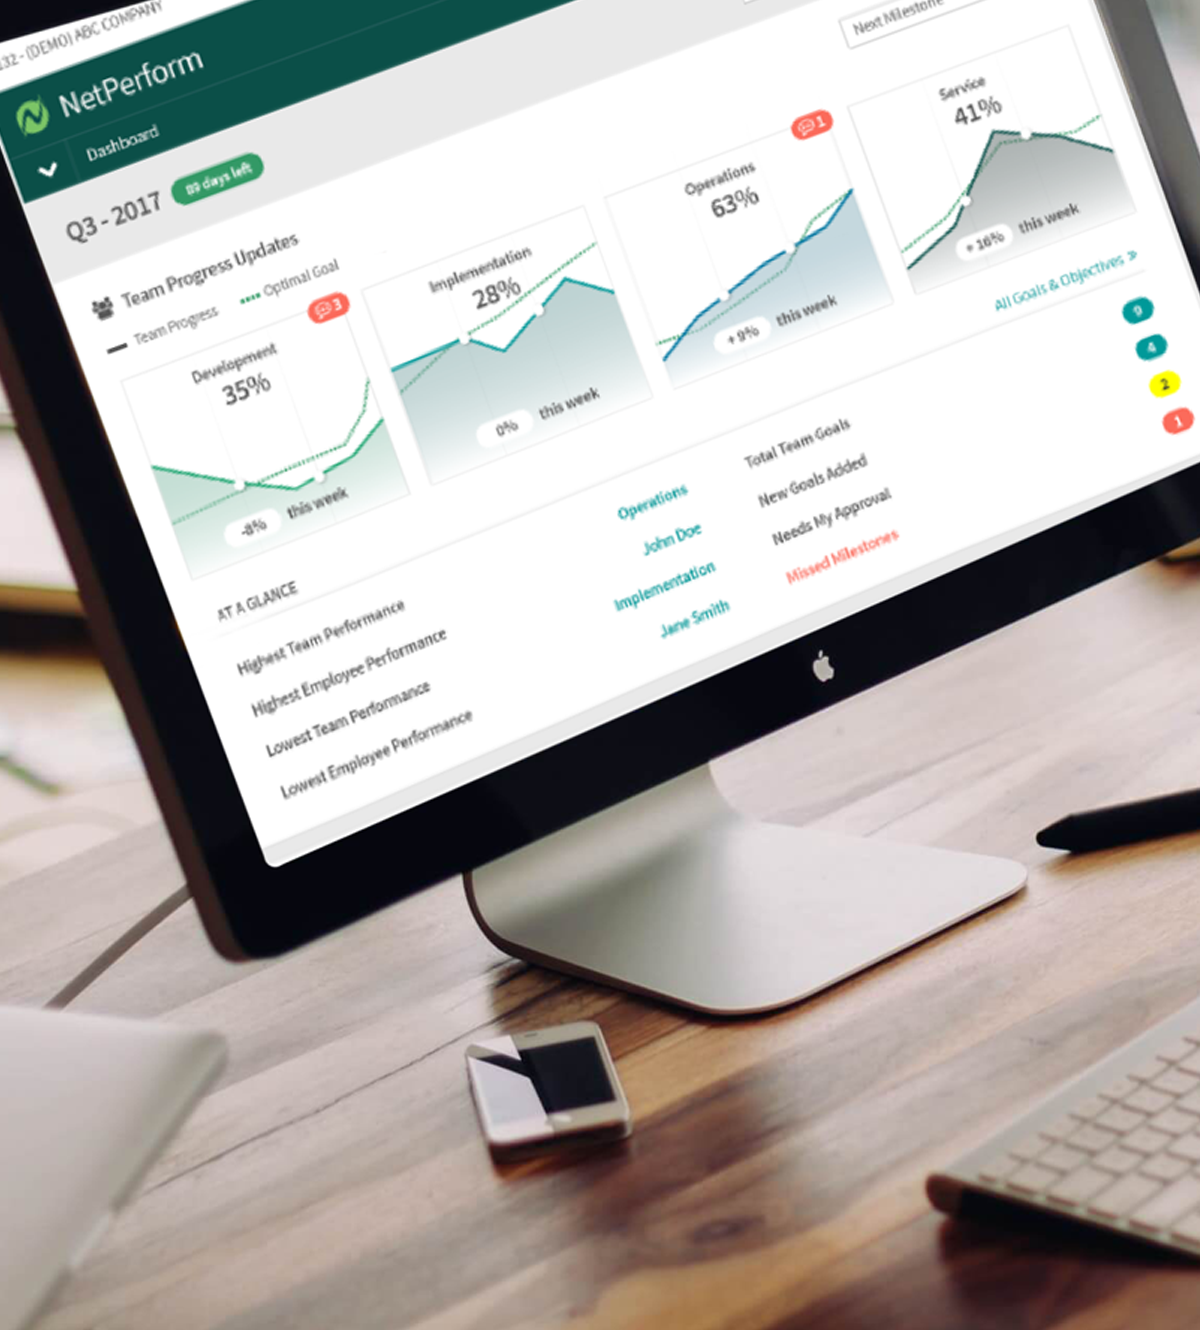 132 - (DEMO) ABC COMPANY
NetPerform
Dashboard
Q3 - 2017
89 days left
Next Milestone
Team Progress Updates
Team Progress
Optimal Goal
3
Development
35%
-8% this week
Implementation
28%
0% this week
1
Operations
63%
+ 9% this week
Service
41%
+ 16% this week
All Goals & Objectives »
AT A GLANCE
Highest Team Performance Operations
Highest Employee Performance John Doe
Lowest Team Performance Implementation
Lowest Employee Performance Jane Smith
Total Team Goals 9
New Goals Added 4
Needs My Approval 2
Missed Milestones 1